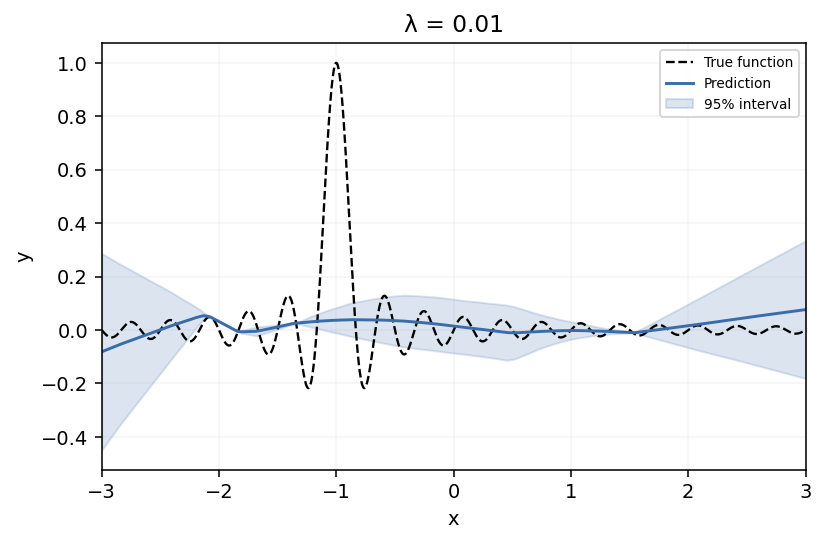 λ = 0.01
True function
Prediction
95% interval
y
1.0
0.8
0.6
0.4
0.2
0.0
−0.2
−0.4
−3 −2 −1 0 1 2 3
x